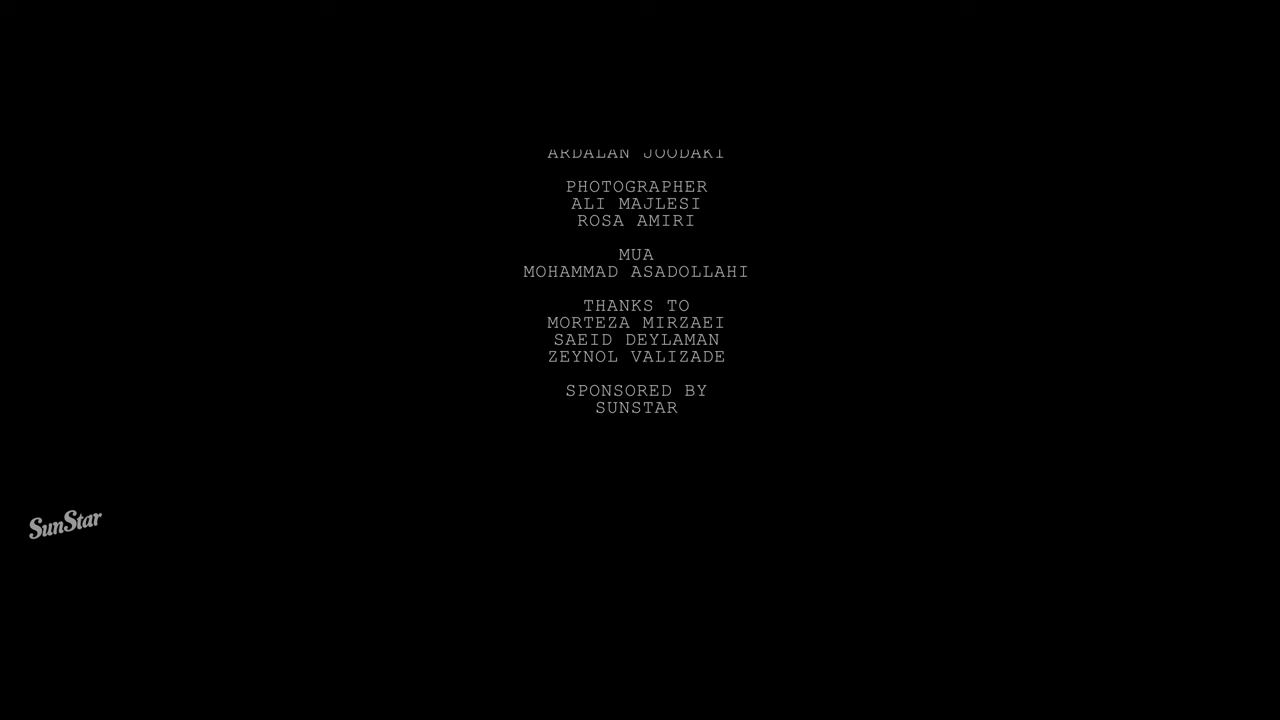 ARDALAN JOODAKI
PHOTOGRAPHER
ALI MAJLESI
ROSA AMIRI
MUA
MOHAMMAD ASADOLLAHI
THANKS TO
MORTEZA MIRZAEI
SAEID DEYLAMAN
ZEYNOL VALIZADE
SPONSORED BY
SUNSTAR
SunStar